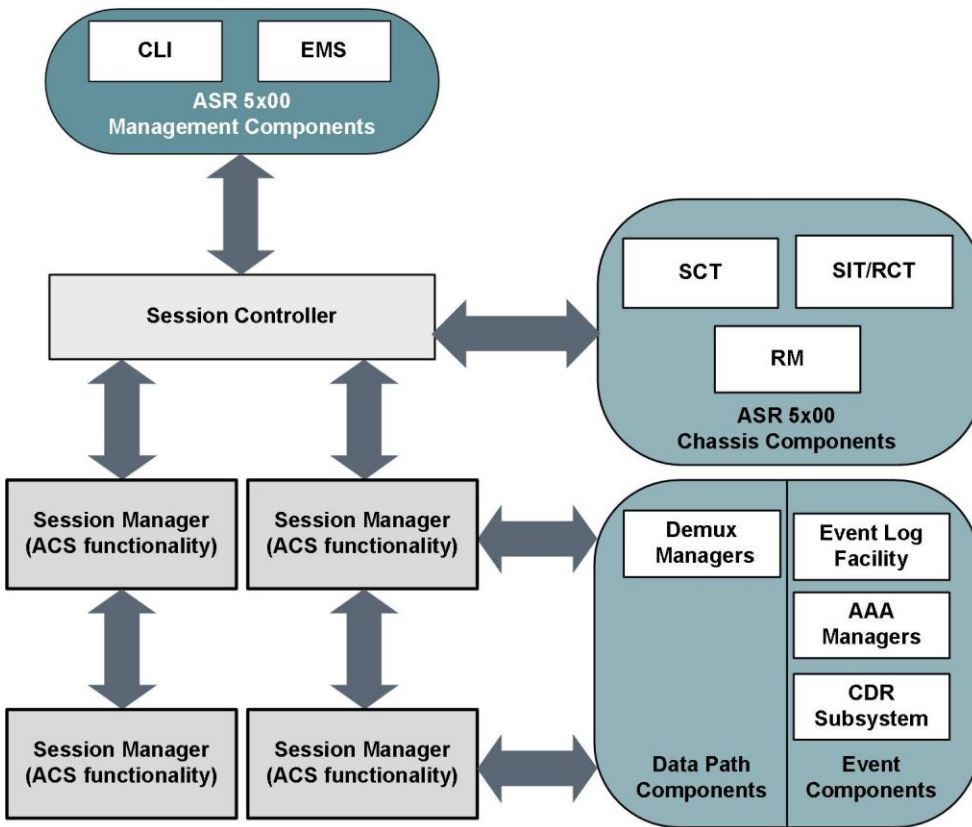 CLI
EMS
ASR 5x00
Management Components
Session Controller
SCT
SIT/RCT
RM
ASR 5x00
Chassis Components
Session Manager
(ACS functionality)
Session Manager
(ACS functionality)
Demux
Managers
Event Log
Facility
AAA
Managers
CDR
Subsystem
Session Manager
(ACS functionality)
Session Manager
(ACS functionality)
Data Path
Components
Event
Components